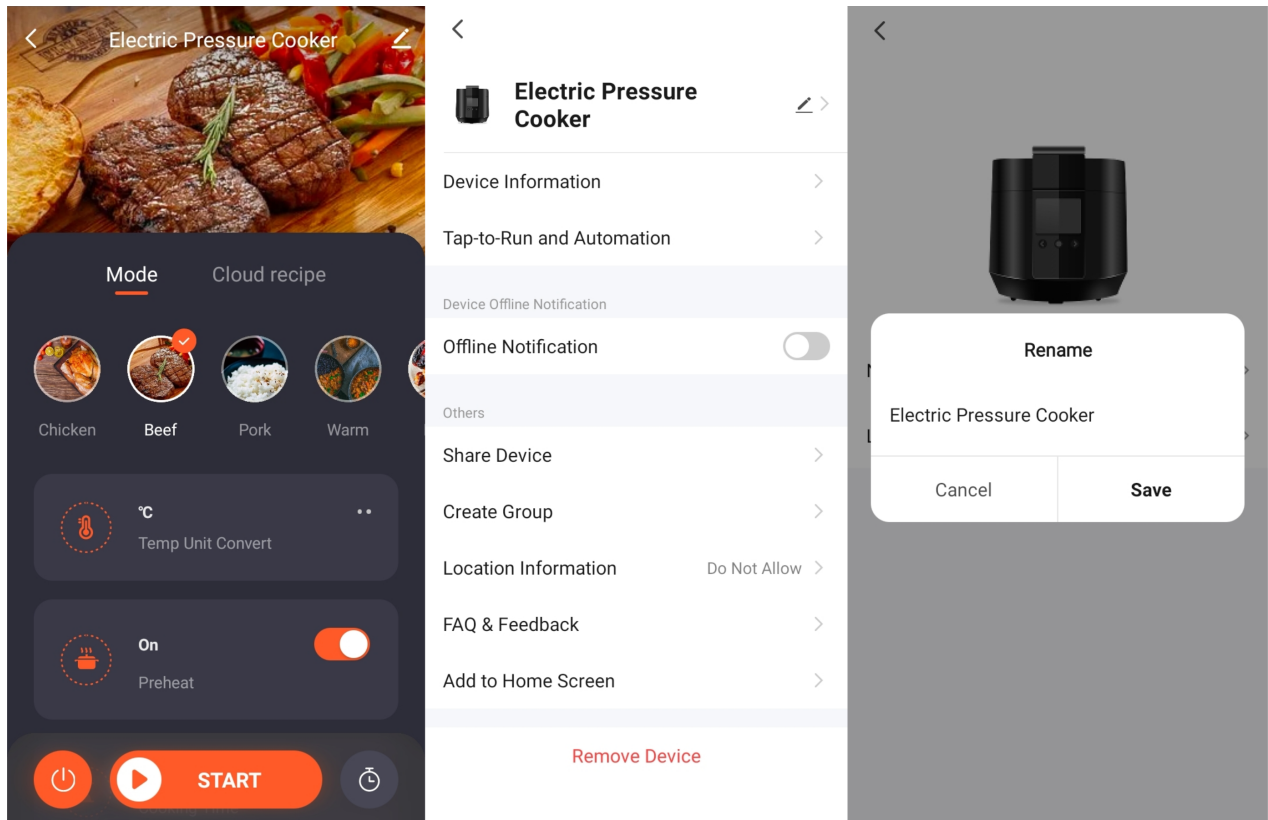 Electric Pressure Cooker
Mode
Cloud recipe
Chicken
Beef
Pork
Warm
℃
Temp Unit Convert
On
Preheat
START
Electric Pressure
Cooker
Device Information
Tap-to-Run and Automation
Device Offline Notification
Offline Notification
Others
Share Device
Create Group
Location Information
Do Not Allow
FAQ & Feedback
Add to Home Screen
Remove Device
Rename
Electric Pressure Cooker
Cancel
Save